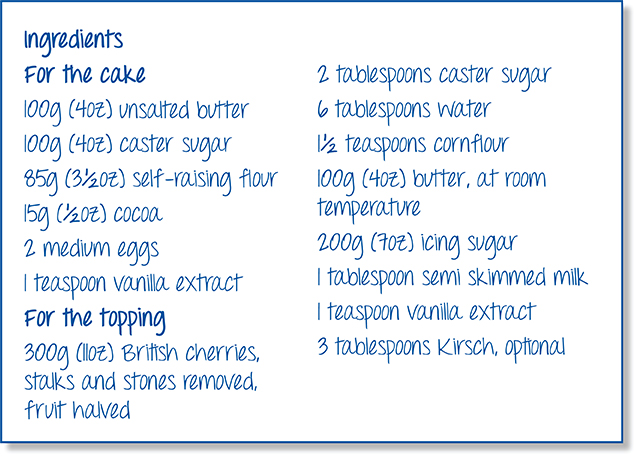 Ingredients
For the cake
100g (4oz) unsalted butter
100g (4oz) caster sugar
85g (3½oz) self-raising flour
15g (½oz) cocoa
2 medium eggs
1 teaspoon vanilla extract
For the topping
300g (11oz) British cherries,
stalks and stones removed,
fruit halved
2 tablespoons caster sugar
6 tablespoons water
1½ teaspoons cornflour
100g (4oz) butter, at room
temperature
200g (7oz) icing sugar
1 tablespoon semi skimmed milk
1 teaspoon vanilla extract
3 tablespoons Kirsch, optional